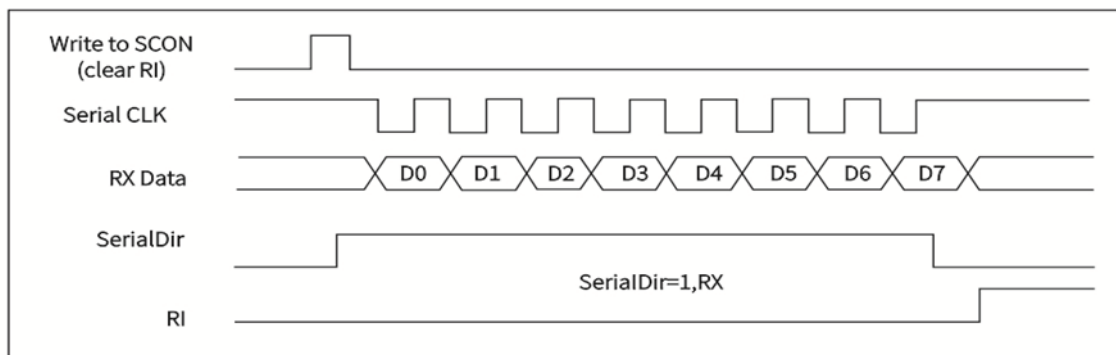 Write to SCON
(clear RI)
Serial CLK
RX Data
D0 D1 D2 D3 D4 D5 D6 D7
SerialDir
SerialDir=1,RX
RI